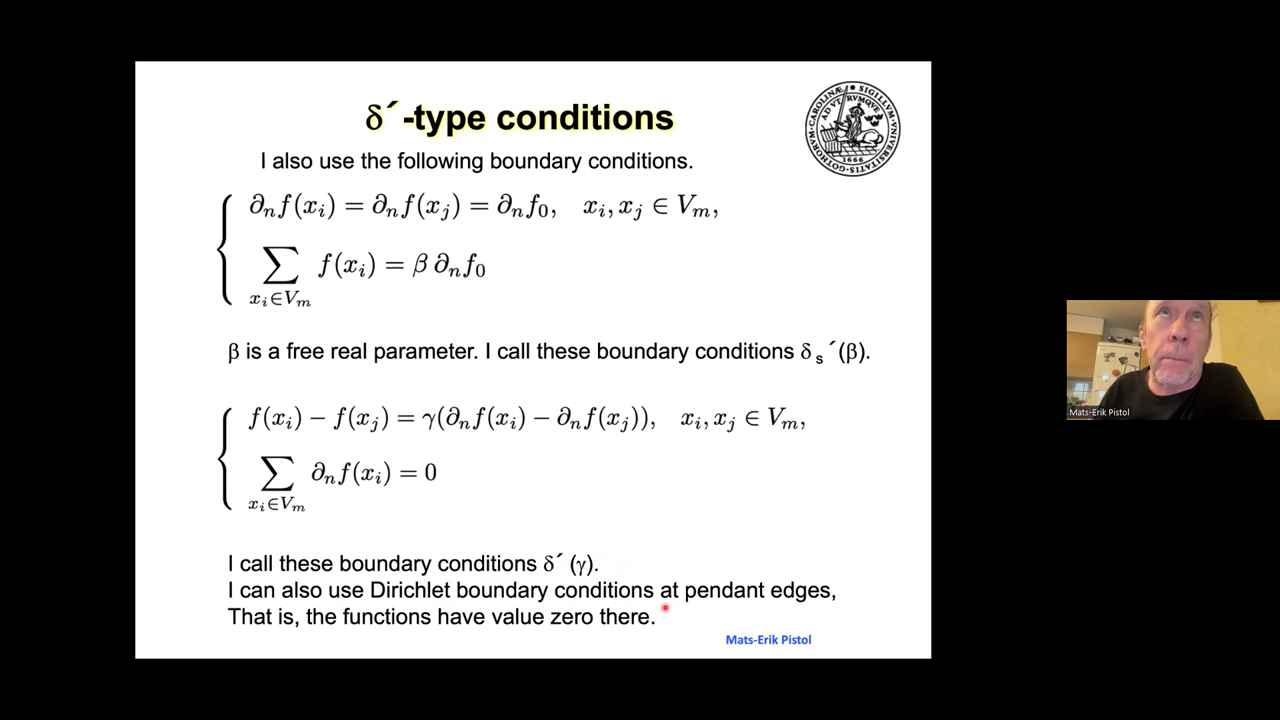 δ´-type conditions
I also use the following boundary conditions.
∂ₙf(xᵢ) = ∂ₙf(xⱼ) = ∂ₙf₀, xᵢ, xⱼ ∈ Vₘ,
∑ f(xᵢ) = β ∂ₙf₀
xᵢ∈Vₘ
β is a free real parameter. I call these boundary conditions δ ₛ´(β).
f(xᵢ) − f(xⱼ) = γ(∂ₙf(xᵢ) − ∂ₙf(xⱼ)), xᵢ, xⱼ ∈ Vₘ,
∑ ∂ₙf(xᵢ) = 0
xᵢ∈Vₘ
I call these boundary conditions δ´ (γ).
I can also use Dirichlet boundary conditions at pendant edges,
That is, the functions have value zero there.
Mats-Erik Pistol
Mats-Erik Pistol
1666